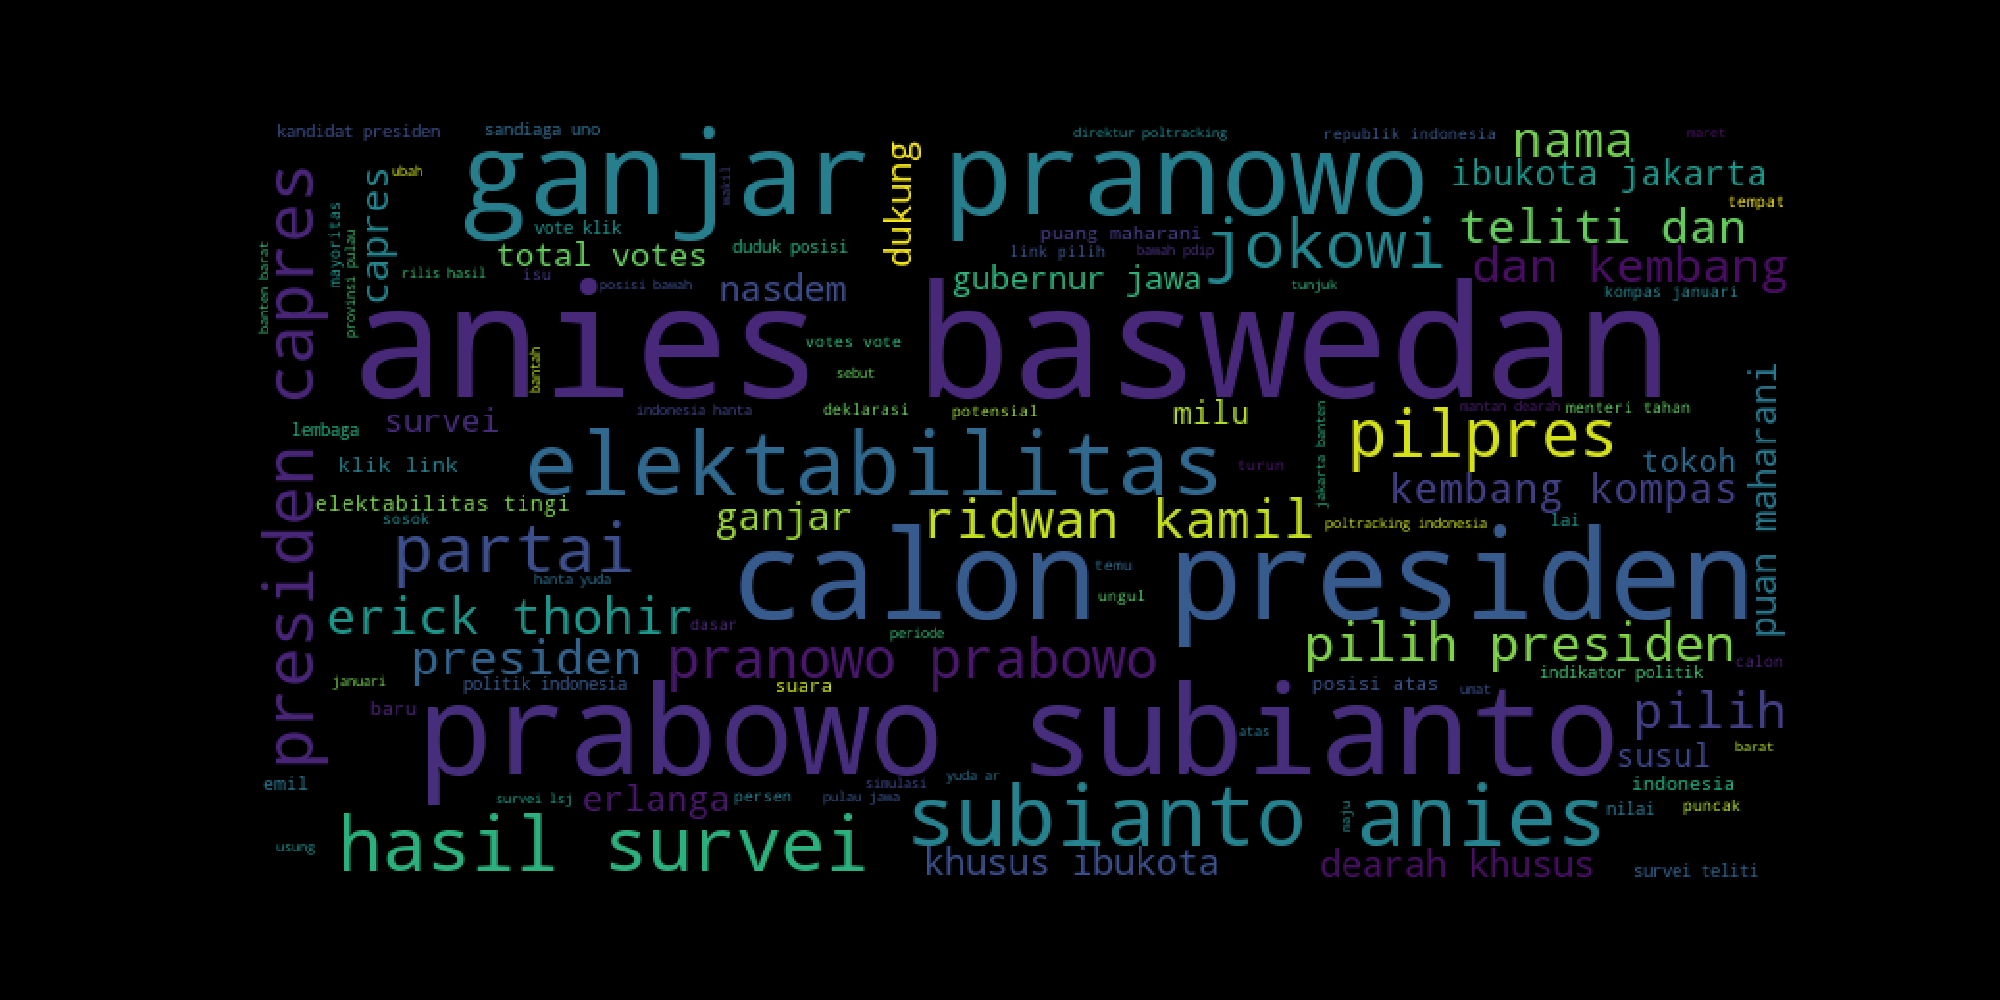 kandidat presiden
sandiaga uno
direktur poltracking
republik indonesia
nama
maret
ganjar pranowo
dukung
ibukota jakarta
ubah
wakil
tempat
presiden capres
capres
mayoritas
provinsi pulau
banten barat
vote klik
total votes
duduk posisi
puang maharani
link pilih
bawah pdip
jokowi
teliti dan
dan kembang
rilis hasil
isu
posisi bawah
nasdem
gubernur jawa
tunjuk
kompas januari
anies baswedan
votes vote
sebut
bantah
survei
indonesia hanta
deklarasi
potensial
milu
mantan dearah
menteri tahan
pilpres
puan maharani
lembaga
klik link
elektabilitas
turun
jakarta banten
tokoh
kembang kompas
elektabilitas tingi
sosok
ganjar
ridwan kamil
poltracking indonesia
lai
partai
calon presiden
temu
hanta yuda
ungul
erick thohir
dasar
periode
pilih presiden
presiden
pranowo prabowo
calon
indikator politik
januari
politik indonesia
suara
posisi atas
umat
pilih
baru
prabowo subianto
atas
susul
barat
emil
survei lsj
erlanga
persen
pulau jawa
simulasi
yuda ar
indonesia
subianto anies
maju
nilai
puncak
usung
hasil survei
khusus ibukota
dearah khusus
survei teliti